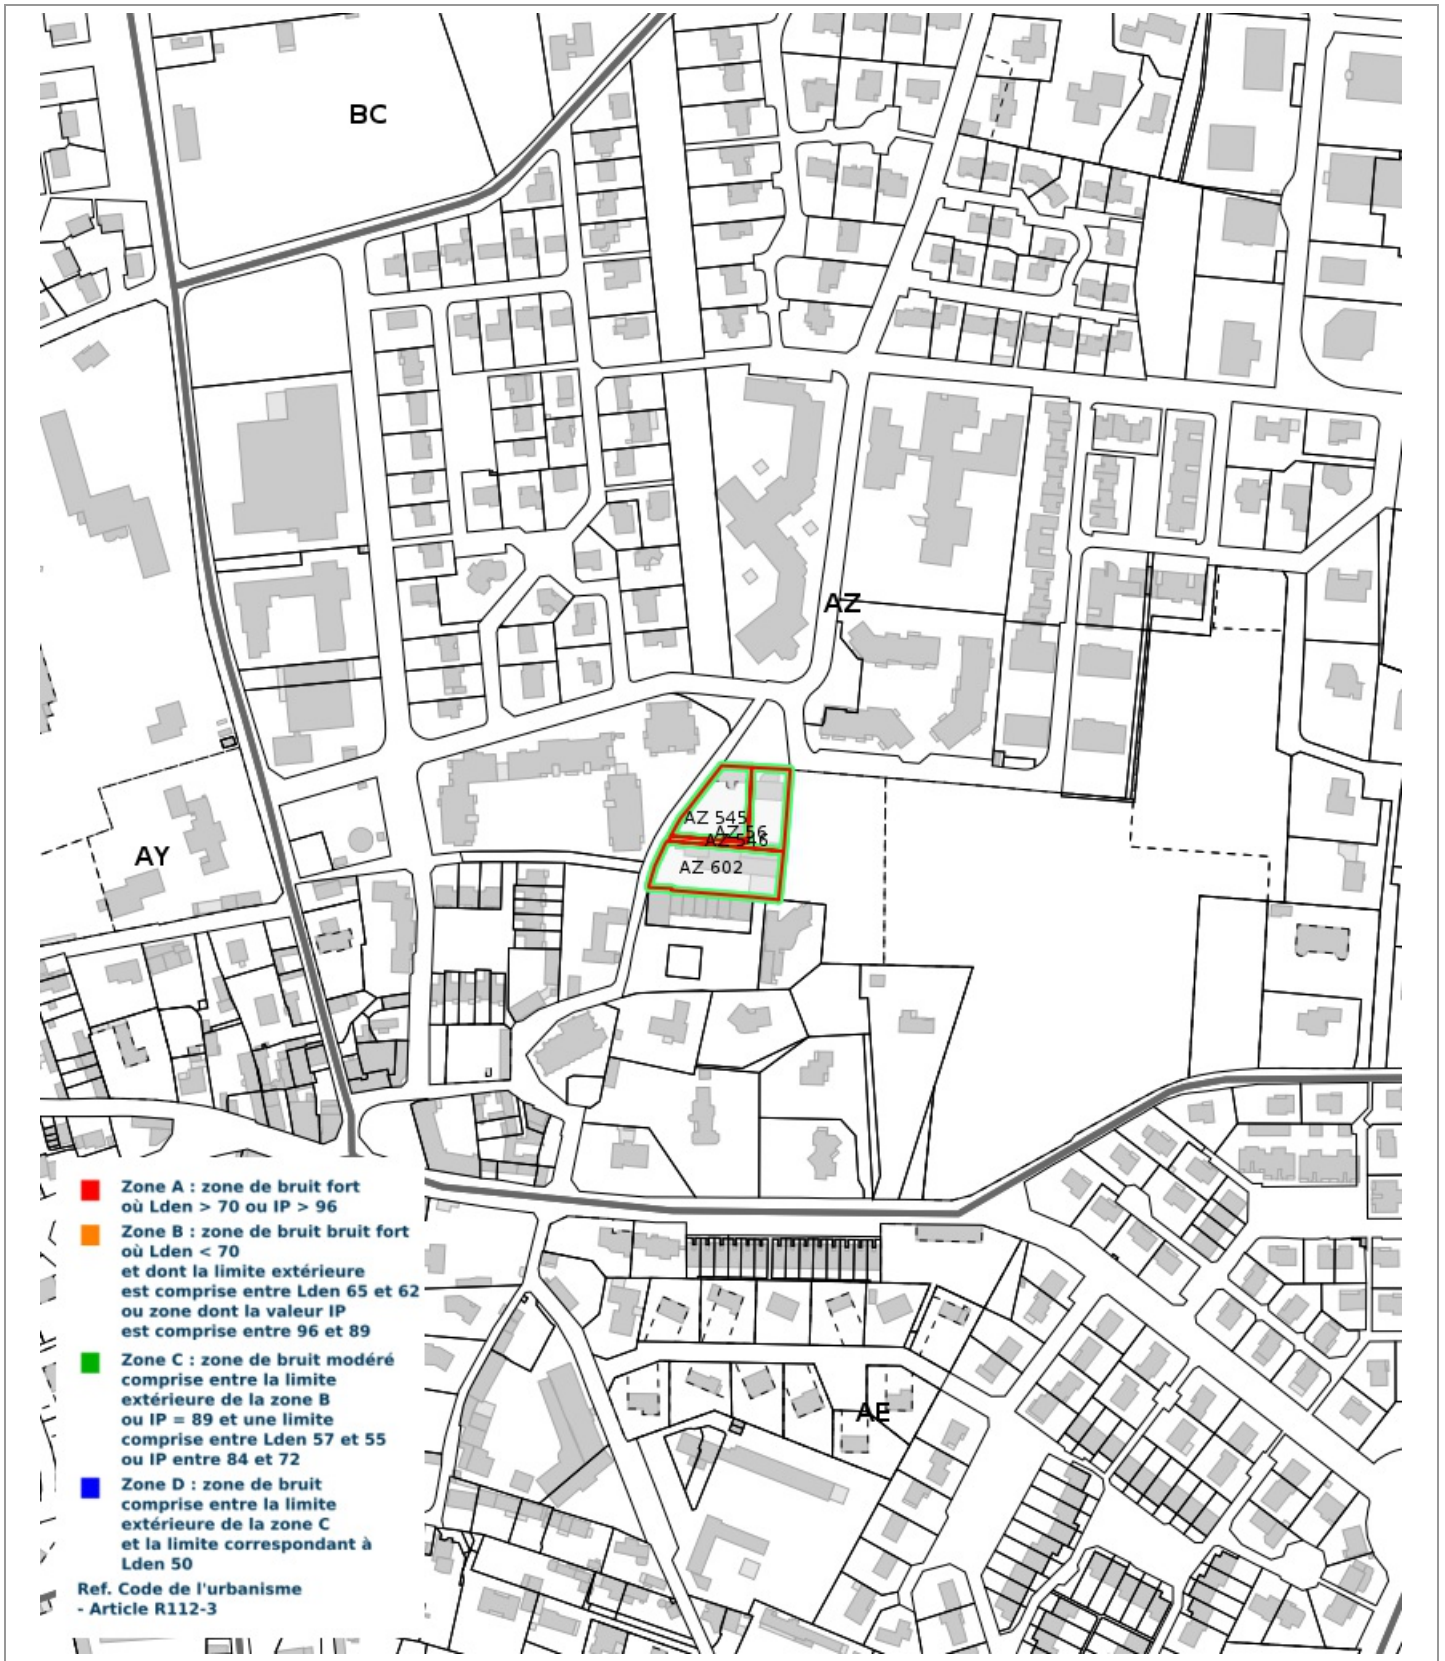 BC
AZ
AZ 545
AZ 56
AZ 546
AZ 602
AY
AE
Zone A : zone de bruit fort
où Lden > 70 ou IP > 96
Zone B : zone de bruit bruit fort
où Lden < 70
et dont la limite extérieure
est comprise entre Lden 65 et 62
ou zone dont la valeur IP
est comprise entre 96 et 89
Zone C : zone de bruit modéré
comprise entre la limite
extérieure de la zone B
ou IP = 89 et une limite
comprise entre Lden 57 et 55
ou IP entre 84 et 72
Zone D : zone de bruit
comprise entre la limite
extérieure de la zone C
et la limite correspondant à
Lden 50
Ref. Code de l'urbanisme
- Article R112-3